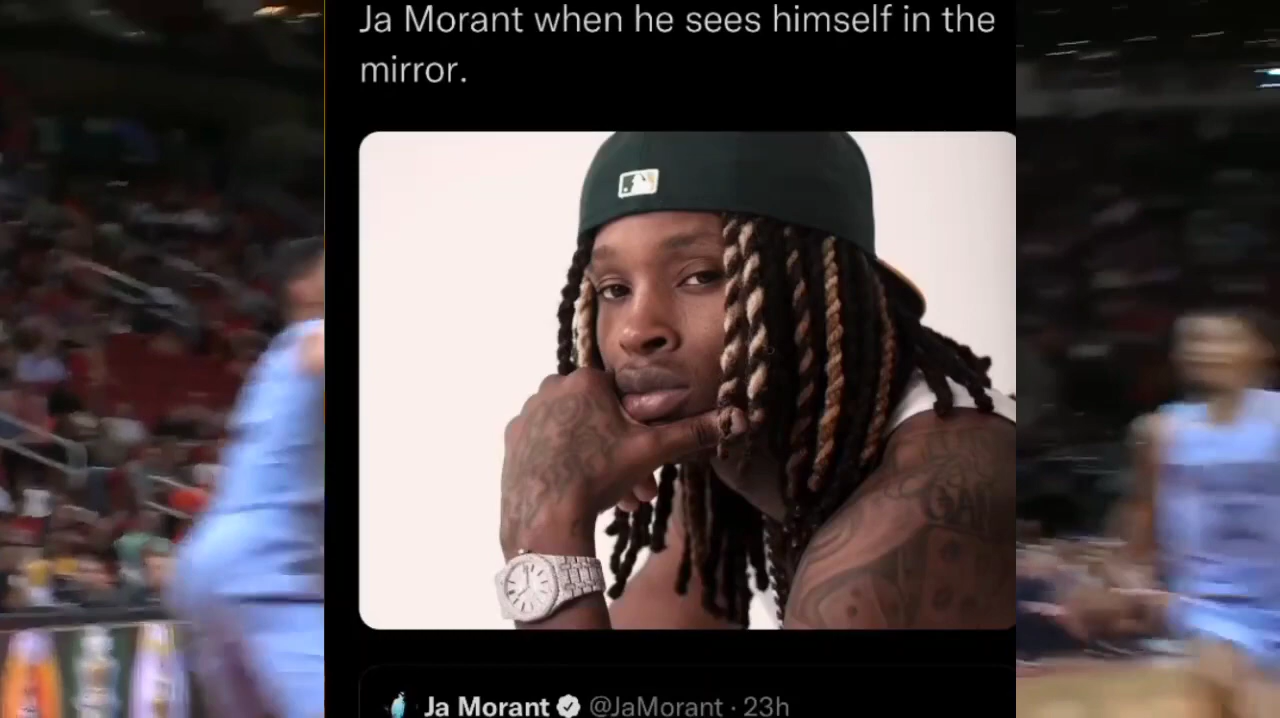 Ja Morant when he sees himself in the
mirror.
Ja Morant @JaMorant · 23h